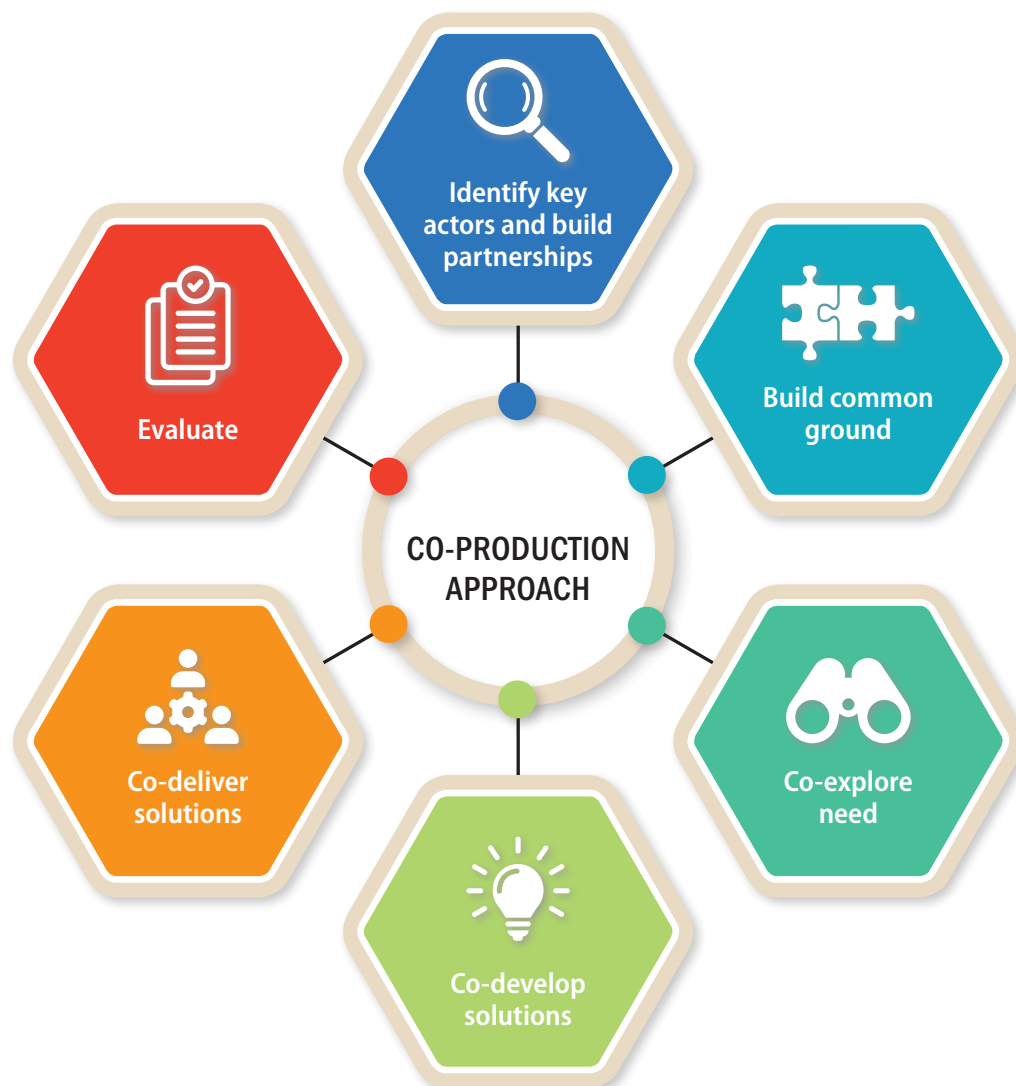 Identify key
actors and build
partnerships
Build common
ground
Co-explore
need
Co-develop
solutions
Co-deliver
solutions
Evaluate
CO-PRODUCTION
APPROACH